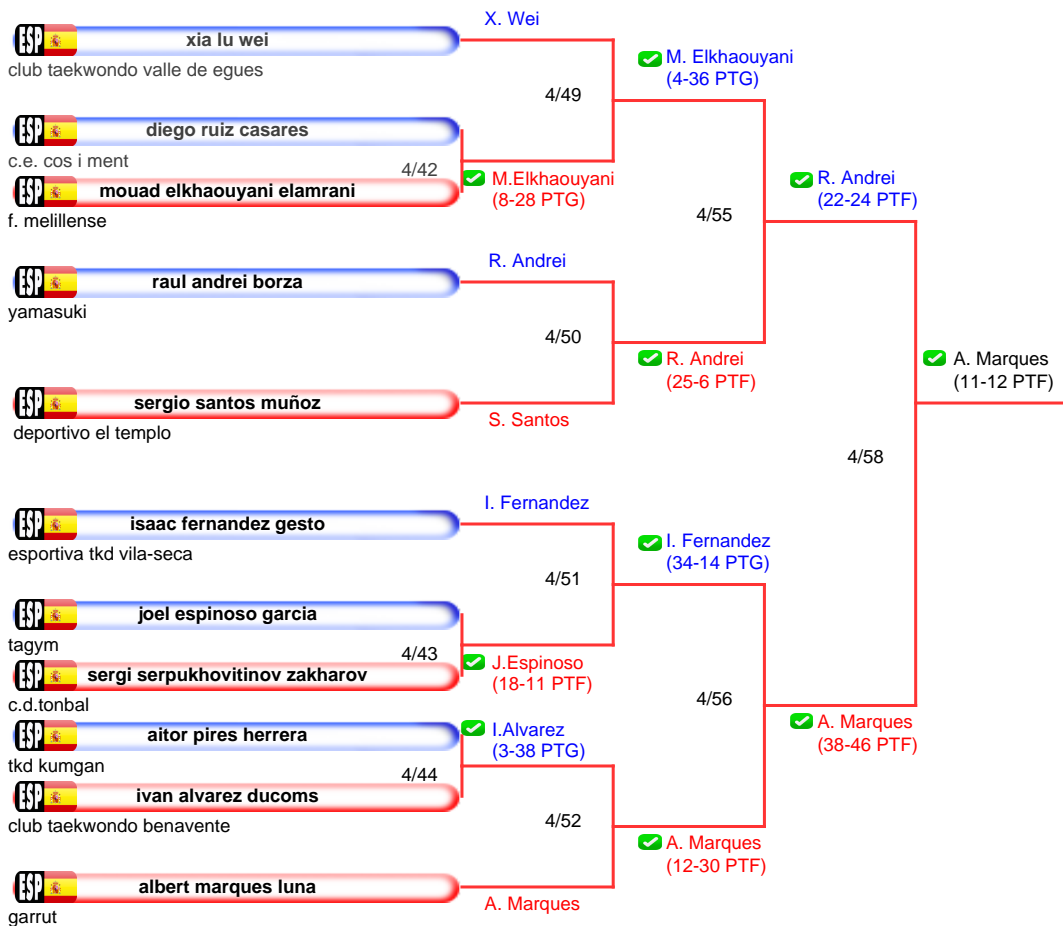 X. Wei
ESP xia lu wei
club taekwondo valle de egues
M. Elkhaouyani
(4-36 PTG)
4/49
ESP diego ruiz casares
c.e. cos i ment
4/42
ESP mouad elkhaouyani elamrani
f. melillense
M.Elkhaouyani
(8-28 PTG)
R. Andrei
(22-24 PTF)
4/55
R. Andrei
ESP raul andrei borza
yamasuki
4/50
R. Andrei
(25-6 PTF)
A. Marques
(11-12 PTF)
ESP sergio santos muñoz
deportivo el templo
S. Santos
4/58
I. Fernandez
ESP isaac fernandez gesto
esportiva tkd vila-seca
I. Fernandez
(34-14 PTG)
4/51
ESP joel espinoso garcia
tagym
4/43
ESP sergi serpukhovitinov zakharov
c.d.tonbal
J.Espinoso
(18-11 PTF)
4/56
ESP aitor pires herrera
tkd kumgan
I.Alvarez
(3-38 PTG)
A. Marques
(38-46 PTF)
4/44
ESP ivan alvarez ducoms
club taekwondo benavente
4/52
A. Marques
(12-30 PTF)
ESP albert marques luna
garrut
A. Marques